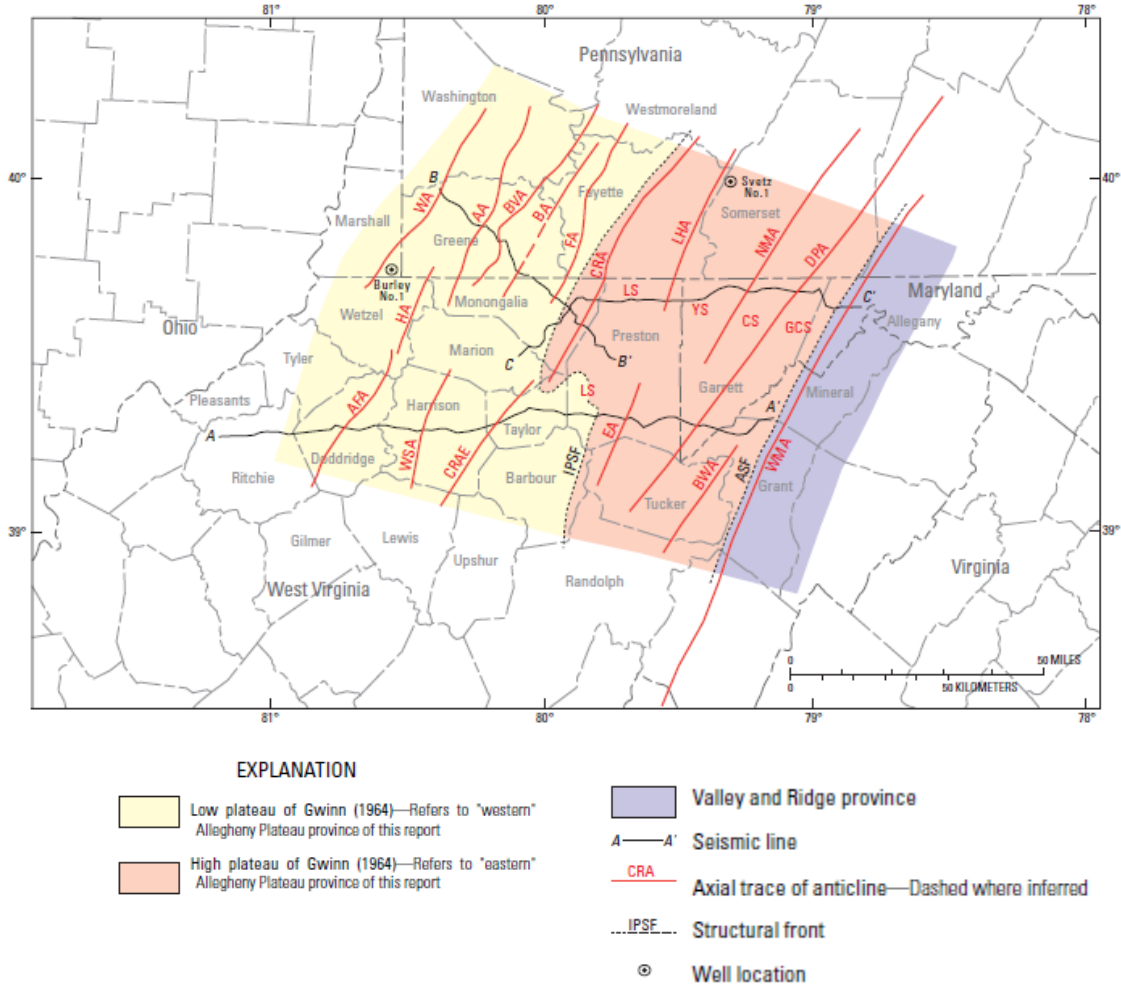 81°
80°
79°
78°
Pennsylvania
Washington
Westmoreland
40°
40°
B
WA
AA
BVA
BA
FA
Fayette
Svetz
No.1
Somerset
LHA
NMA
DPA
Marshall
Greene
CRA
Burley
No.1
LS
C'
Maryland
Ohio
Wetzel
HA
Monongalia
YS
CS
GCS
Allegany
Marion
C
Preston
B'
Tyler
Pleasants
AFA
Harrison
LS
Garrett
Mineral
A
WSA
CRAE
Taylor
EA
A'
Ritchie
Doddridge
Barbour
IPSF
BWA
ASF
WMA
Tucker
Grant
39°
39°
Gilmer
Lewis
Upshur
Randolph
Virginia
West Virginia
0
50 MILES
0
50 KILOMETERS
81°
80°
79°
78°
EXPLANATION
Low plateau of Gwinn (1964)—Refers to "western"
Allegheny Plateau province of this report
High plateau of Gwinn (1964)—Refers to "eastern"
Allegheny Plateau province of this report
Valley and Ridge province
A A' Seismic line
CRA
Axial trace of anticline—Dashed where inferred
IPSF Structural front
Well location